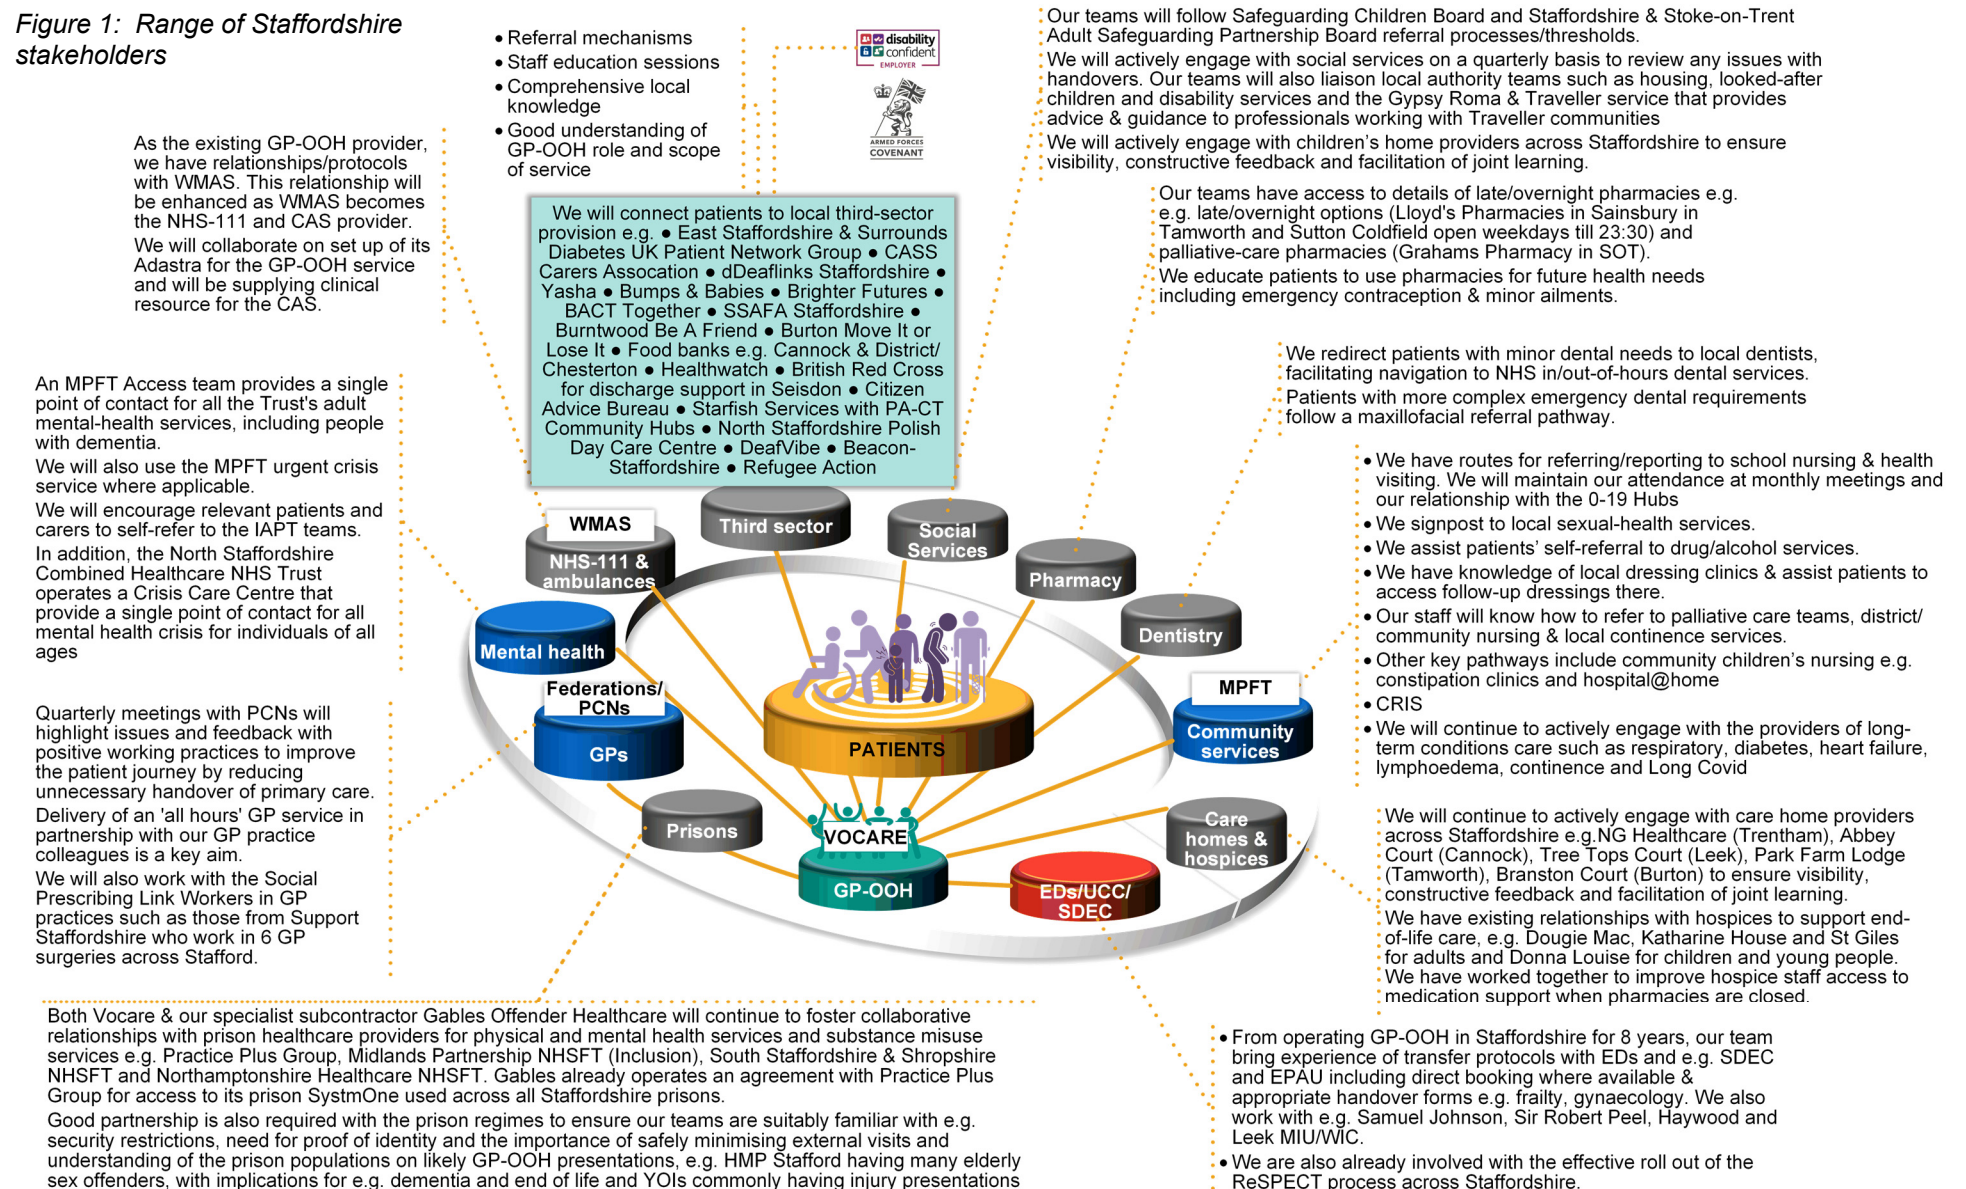 Figure 1:  Range of Staffordshire
stakeholders
• Referral mechanisms
• Staff education sessions
• Comprehensive local
knowledge
• Good understanding of
GP-OOH role and scope
of service
disability
confident
EMPLOYER
ARMED FORCES
COVENANT
Our teams will follow Safeguarding Children Board and Staffordshire & Stoke-on-Trent
Adult Safeguarding Partnership Board referral processes/thresholds.
We will actively engage with social services on a quarterly basis to review any issues with
handovers. Our teams will also liaison local authority teams such as housing, looked-after
children and disability services and the Gypsy Roma & Traveller service that provides
advice & guidance to professionals working with Traveller communities
We will actively engage with children's home providers across Staffordshire to ensure
visibility, constructive feedback and facilitation of joint learning.
As the existing GP-OOH provider,
we have relationships/protocols
with WMAS. This relationship will
be enhanced as WMAS becomes
the NHS-111 and CAS provider.
We will collaborate on set up of its
Adastra for the GP-OOH service
and will be supplying clinical
resource for the CAS.
We will connect patients to local third-sector
provision e.g. ● East Staffordshire & Surrounds
Diabetes UK Patient Network Group ● CASS
Carers Assocation ● dDeaflinks Staffordshire ●
Yasha ● Bumps & Babies ● Brighter Futures ●
BACT Together ● SSAFA Staffordshire ●
Burntwood Be A Friend ● Burton Move It or
Lose It ● Food banks e.g. Cannock & District/
Chesterton ● Healthwatch ● British Red Cross
for discharge support in Seisdon ● Citizen
Advice Bureau ● Starfish Services with PA-CT
Community Hubs ● North Staffordshire Polish
Day Care Centre ● DeafVibe ● Beacon-
Staffordshire ● Refugee Action
Our teams have access to details of late/overnight pharmacies e.g.
e.g. late/overnight options (Lloyd's Pharmacies in Sainsbury in
Tamworth and Sutton Coldfield open weekdays till 23:30) and
palliative-care pharmacies (Grahams Pharmacy in SOT).
We educate patients to use pharmacies for future health needs
including emergency contraception & minor ailments.
We redirect patients with minor dental needs to local dentists,
facilitating navigation to NHS in/out-of-hours dental services.
Patients with more complex emergency dental requirements
follow a maxillofacial referral pathway.
An MPFT Access team provides a single
point of contact for all the Trust's adult
mental-health services, including people
with dementia.
We will also use the MPFT urgent crisis
service where applicable.
We will encourage relevant patients and
carers to self-refer to the IAPT teams.
In addition, the North Staffordshire
Combined Healthcare NHS Trust
operates a Crisis Care Centre that
provide a single point of contact for all
mental health crisis for individuals of all
ages
• We have routes for referring/reporting to school nursing & health
visiting. We will maintain our attendance at monthly meetings and
our relationship with the 0-19 Hubs
• We signpost to local sexual-health services.
• We assist patients' self-referral to drug/alcohol services.
• We have knowledge of local dressing clinics & assist patients to
access follow-up dressings there.
• Our staff will know how to refer to palliative care teams, district/
community nursing & local continence services.
• Other key pathways include community children's nursing e.g.
constipation clinics and hospital@home
• CRIS
• We will continue to actively engage with the providers of long-
term conditions care such as respiratory, diabetes, heart failure,
lymphoedema, continence and Long Covid
WMAS
NHS-111 &
ambulances
Third sector
Social
Services
Pharmacy
Dentistry
Mental health
Federations/
PCNs
GPs
MPFT
Community
services
PATIENTS
Prisons
VOCARE
GP-OOH
EDs/UCC/
SDEC
Care
homes &
hospices
Quarterly meetings with PCNs will
highlight issues and feedback with
positive working practices to improve
the patient journey by reducing
unnecessary handover of primary care.
Delivery of an 'all hours' GP service in
partnership with our GP practice
colleagues is a key aim.
We will also work with the Social
Prescribing Link Workers in GP
practices such as those from Support
Staffordshire who work in 6 GP
surgeries across Stafford.
We will continue to actively engage with care home providers
across Staffordshire e.g.NG Healthcare (Trentham), Abbey
Court (Cannock), Tree Tops Court (Leek), Park Farm Lodge
(Tamworth), Branston Court (Burton) to ensure visibility,
constructive feedback and facilitation of joint learning.
We have existing relationships with hospices to support end-
of-life care, e.g. Dougie Mac, Katharine House and St Giles
for adults and Donna Louise for children and young people.
We have worked together to improve hospice staff access to
medication support when pharmacies are closed.
Both Vocare & our specialist subcontractor Gables Offender Healthcare will continue to foster collaborative
relationships with prison healthcare providers for physical and mental health services and substance misuse
services e.g. Practice Plus Group, Midlands Partnership NHSFT (Inclusion), South Staffordshire & Shropshire
NHSFT and Northamptonshire Healthcare NHSFT. Gables already operates an agreement with Practice Plus
Group for access to its prison SystmOne used across all Staffordshire prisons.
Good partnership is also required with the prison regimes to ensure our teams are suitably familiar with e.g.
security restrictions, need for proof of identity and the importance of safely minimising external visits and
understanding of the prison populations on likely GP-OOH presentations, e.g. HMP Stafford having many elderly
sex offenders, with implications for e.g. dementia and end of life and YOIs commonly having injury presentations
• From operating GP-OOH in Staffordshire for 8 years, our team
bring experience of transfer protocols with EDs and e.g. SDEC
and EPAU including direct booking where available &
appropriate handover forms e.g. frailty, gynaecology. We also
work with e.g. Samuel Johnson, Sir Robert Peel, Haywood and
Leek MIU/WIC.
• We are also already involved with the effective roll out of the
ReSPECT process across Staffordshire.